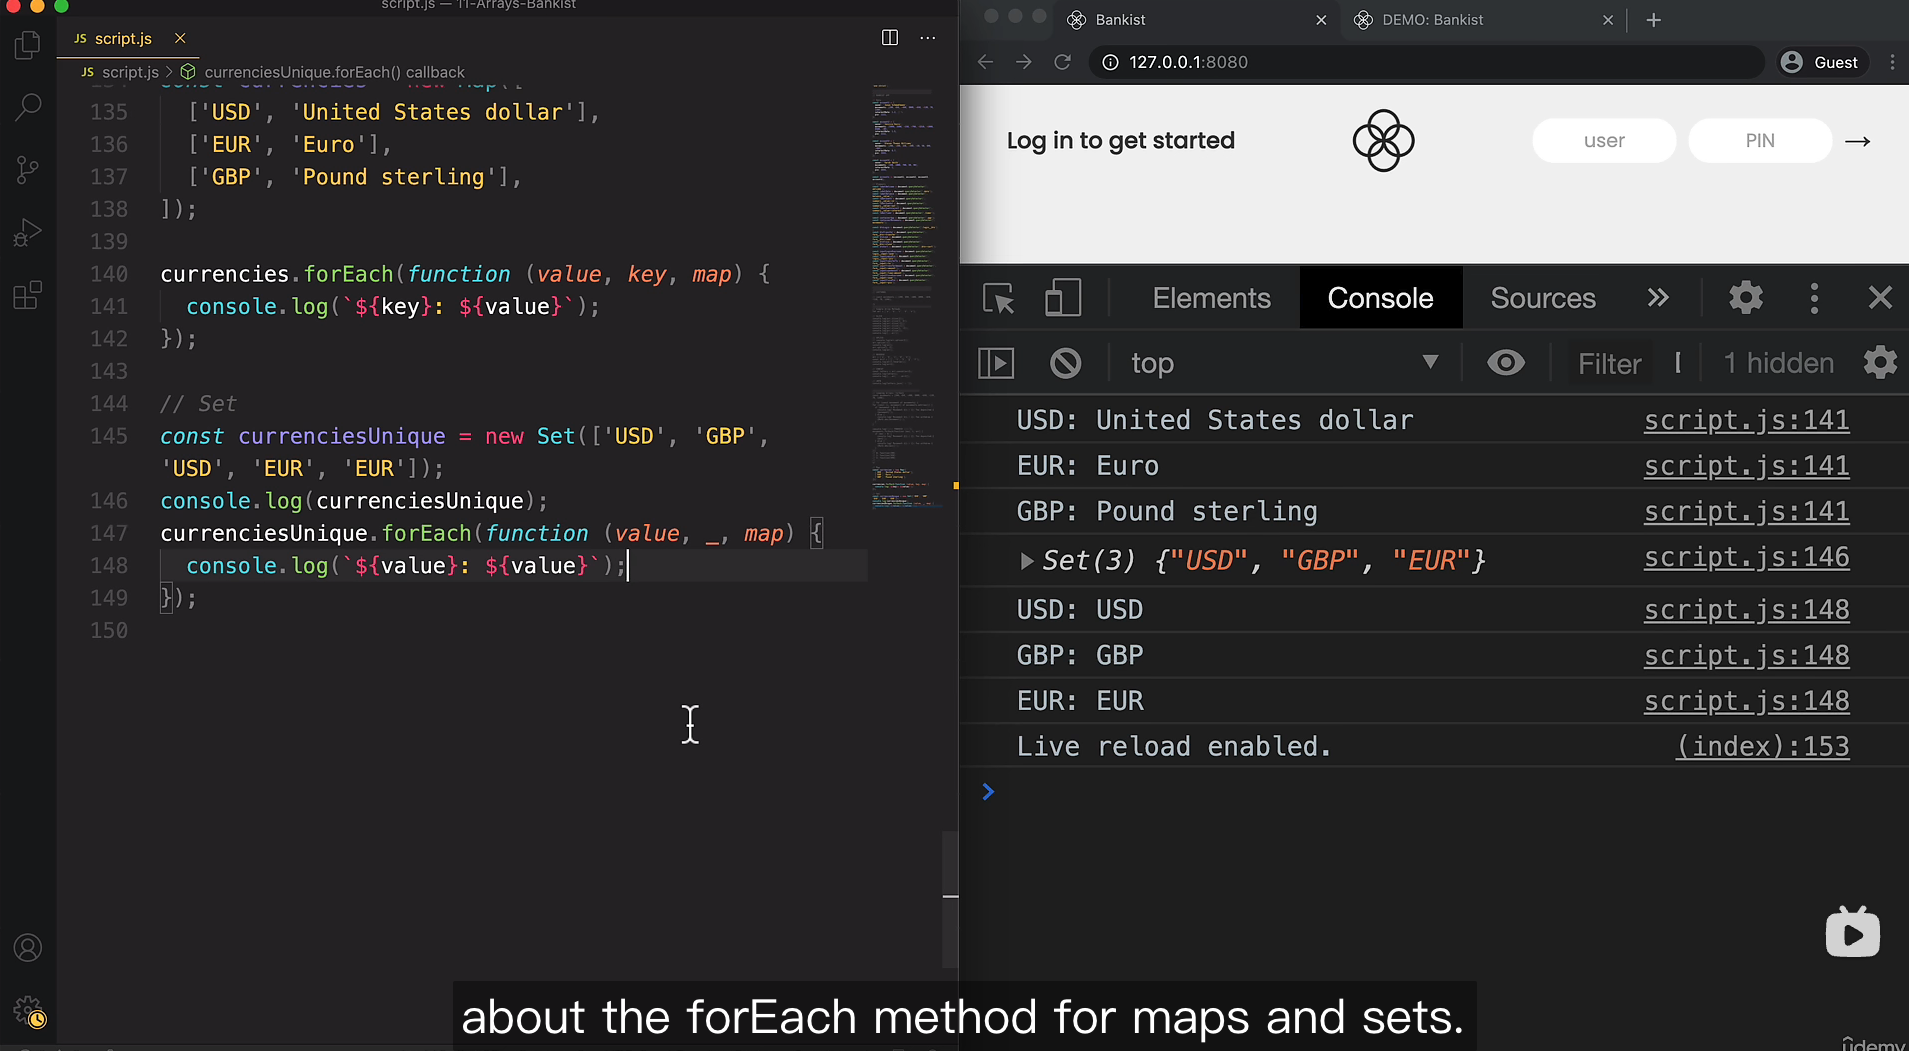 script.js — 11-Arrays-Bankist
JS script.js
JS script.js > currenciesUnique.forEach() callback
134 const currencies = new Map([
135 ['USD', 'United States dollar'],
136 ['EUR', 'Euro'],
137 ['GBP', 'Pound sterling'],
138 ]);
139
140 currencies.forEach(function (value, key, map) {
141 console.log(`${key}: ${value}`);
142 });
143
144 // Set
145 const currenciesUnique = new Set(['USD', 'GBP',
'USD', 'EUR', 'EUR']);
146 console.log(currenciesUnique);
147 currenciesUnique.forEach(function (value, _, map) {
148 console.log(`${value}: ${value}`);
149 });
150
Bankist
DEMO: Bankist
127.0.0.1:8080
Guest
Log in to get started
user
PIN
Elements Console Sources
top Filter 1 hidden
USD: United States dollar script.js:141
EUR: Euro script.js:141
GBP: Pound sterling script.js:141
Set(3) {"USD", "GBP", "EUR"} script.js:146
USD: USD script.js:148
GBP: GBP script.js:148
EUR: EUR script.js:148
Live reload enabled. (index):153
about the forEach method for maps and sets.
ûdemy